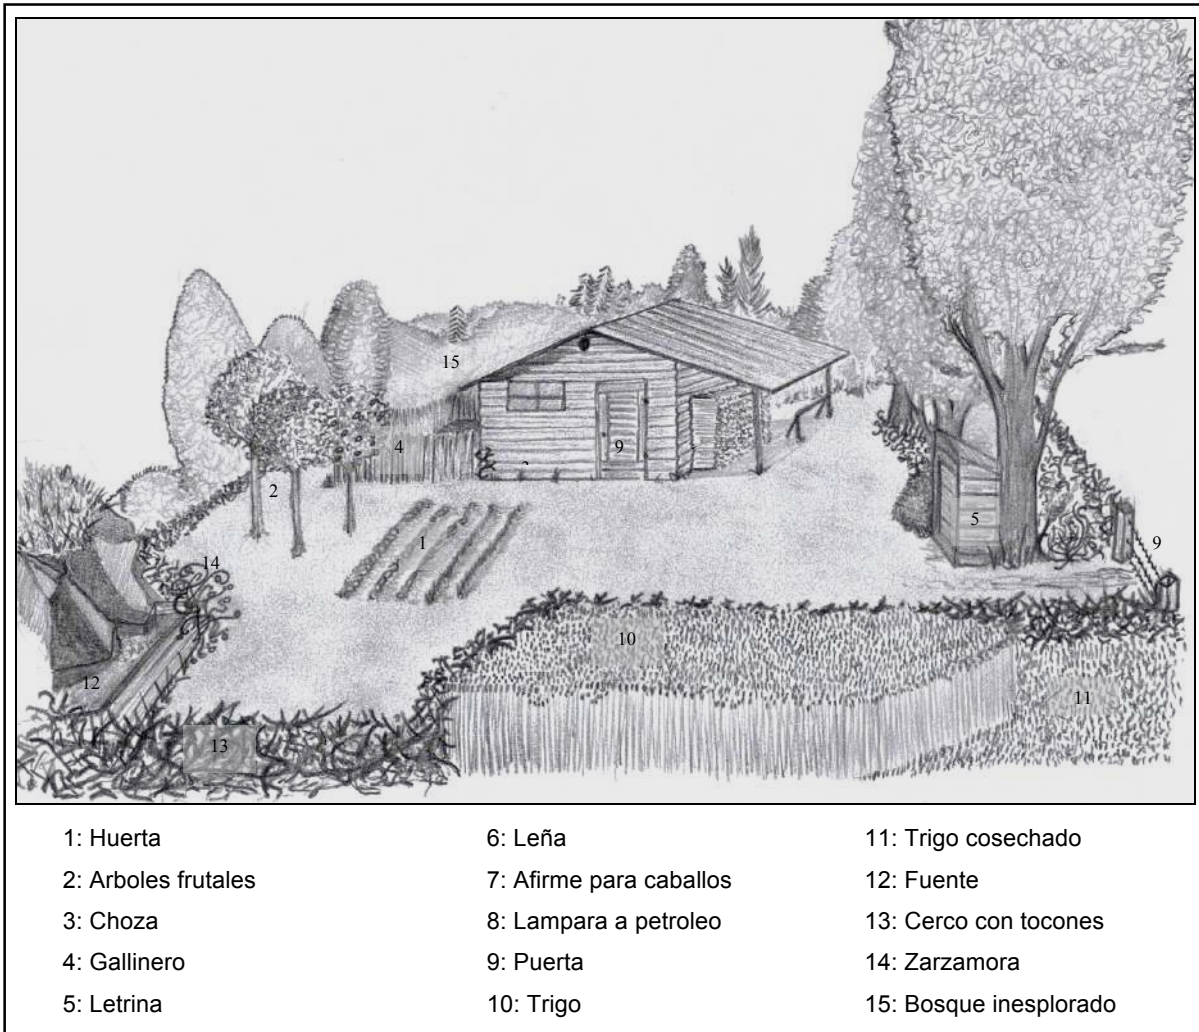 15
4
9
2
1
5
14
9
10
12
11
13
1: Huerta
2: Arboles frutales
3: Choza
4: Gallinero
5: Letrina
6: Leña
7: Afirme para caballos
8: Lampara a petroleo
9: Puerta
10: Trigo
11: Trigo cosechado
12: Fuente
13: Cerco con tocones
14: Zarzamora
15: Bosque inesplorado